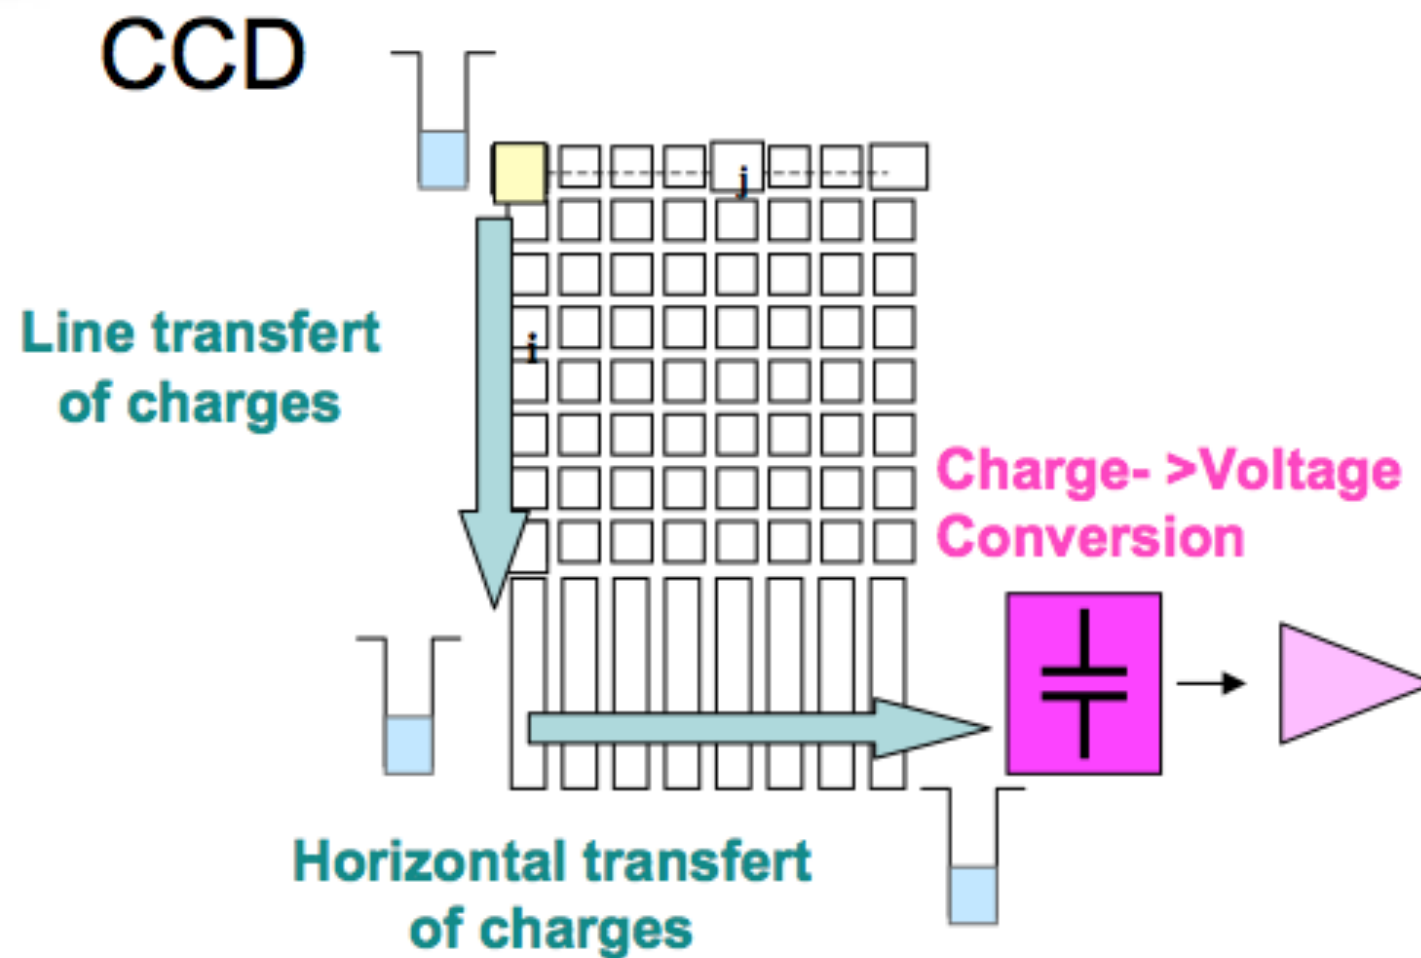 CCD
j
Line transfert
of charges
i
Charge- >Voltage
Conversion
Horizontal transfert
of charges